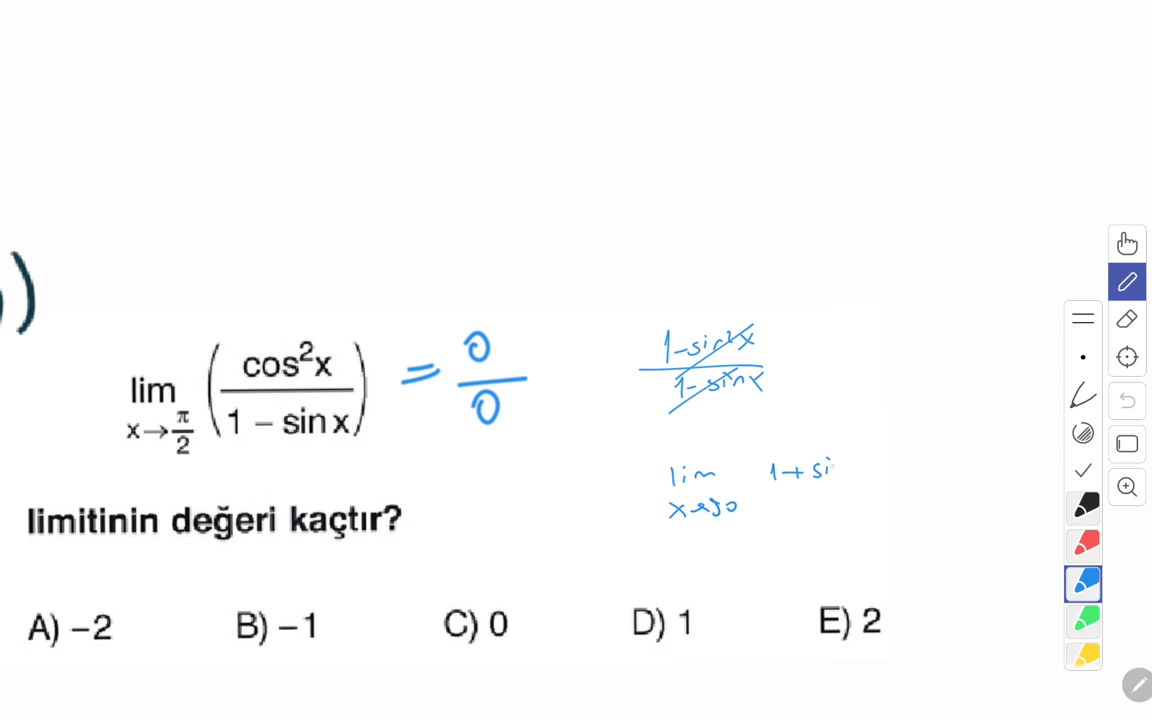 )
lim x→π/2 (cos²x / 1 − sin x) = 0/0
1-sin²x / 1-sinx
lim x→90 1+si
limitinin değeri kaçtır?
A) −2 B) −1 C) 0 D) 1 E) 2